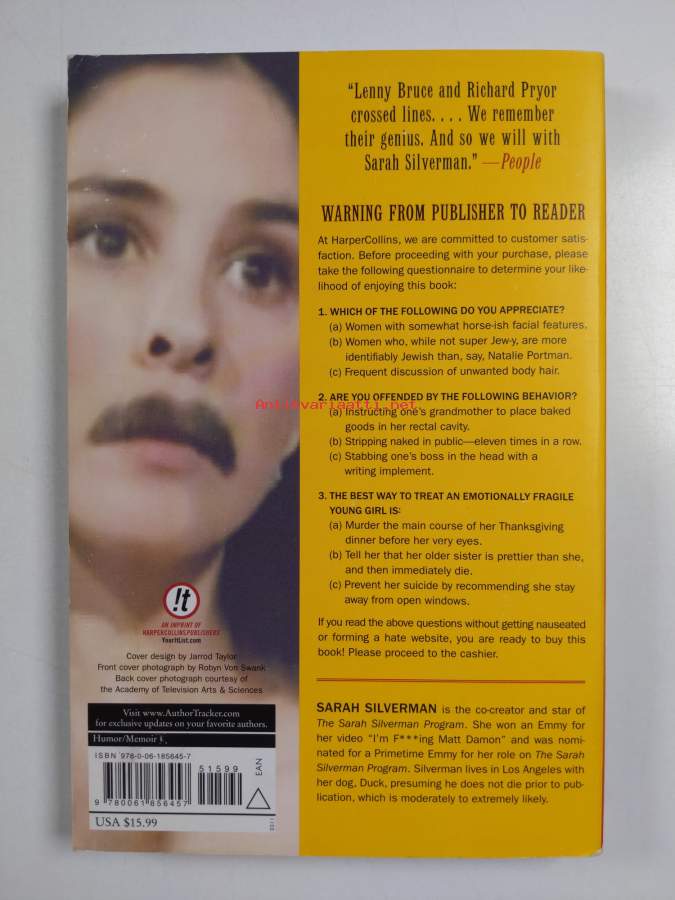 “Lenny Bruce and Richard Pryor
crossed lines. . . . We remember
their genius. And so we will with
Sarah Silverman.” —People
WARNING FROM PUBLISHER TO READER
At HarperCollins, we are committed to customer satis-
faction. Before proceeding with your purchase, please
take the following questionnaire to determine your like-
lihood of enjoying this book:
1. WHICH OF THE FOLLOWING DO YOU APPRECIATE?
(a) Women with somewhat horse-ish facial features.
(b) Women who, while not super Jew-y, are more
identifiably Jewish than, say, Natalie Portman.
(c) Frequent discussion of unwanted body hair.
2. ARE YOU OFFENDED BY THE FOLLOWING BEHAVIOR?
Antikvariaatti.net
(a) Instructing one’s grandmother to place baked
goods in her rectal cavity.
(b) Stripping naked in public—eleven times in a row.
(c) Stabbing one’s boss in the head with a
writing implement.
3. THE BEST WAY TO TREAT AN EMOTIONALLY FRAGILE
YOUNG GIRL IS:
(a) Murder the main course of her Thanksgiving
dinner before her very eyes.
(b) Tell her that her older sister is prettier than she,
and then immediately die.
(c) Prevent her suicide by recommending she stay
away from open windows.
If you read the above questions without getting nauseated
or forming a hate website, you are ready to buy this
book! Please proceed to the cashier.
SARAH SILVERMAN is the co-creator and star of
The Sarah Silverman Program. She won an Emmy for
her video “I’m F***ing Matt Damon” and was nomi-
nated for a Primetime Emmy for her role on The Sarah
Silverman Program. Silverman lives in Los Angeles with
her dog, Duck, presuming he does not die prior to pub-
lication, which is moderately to extremely likely.
!t
AN IMPRINT OF
HARPERCOLLINSPUBLISHERS
YourItList.com
Cover design by Jarrod Taylor
Front cover photograph by Robyn Von Swank
Back cover photograph courtesy of
the Academy of Television Arts & Sciences
Visit www.AuthorTracker.com
for exclusive updates on your favorite authors.
Humor/Memoir
ISBN 978-0-06-185645-7
51599
EAN
9 780061 856457
USA $15.99